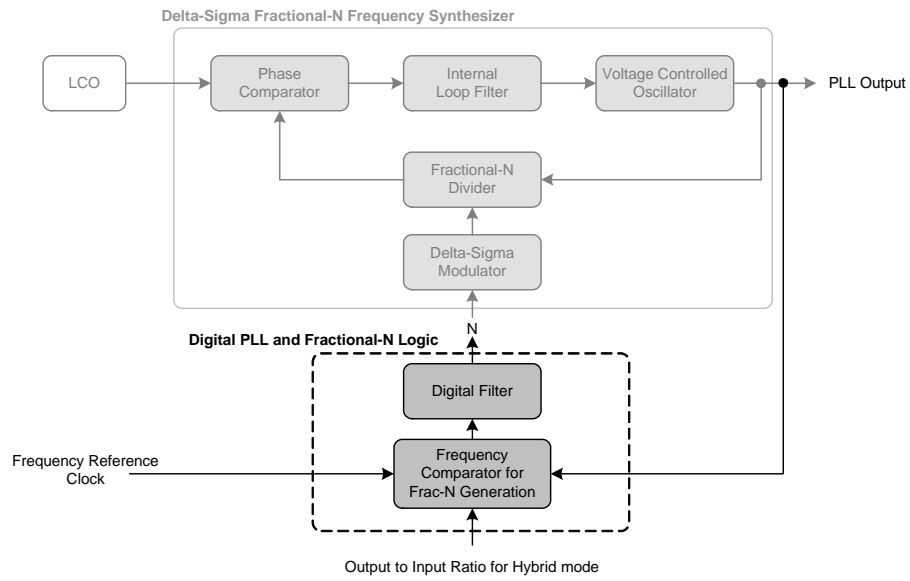 Delta-Sigma Fractional-N Frequency Synthesizer
LCO
Phase
Comparator
Internal
Loop Filter
Voltage Controlled
Oscillator
PLL Output
Fractional-N
Divider
Delta-Sigma
Modulator
N
Digital PLL and Fractional-N Logic
Digital Filter
Frequency Reference
Clock
Frequency
Comparator for
Frac-N Generation
Output to Input Ratio for Hybrid mode